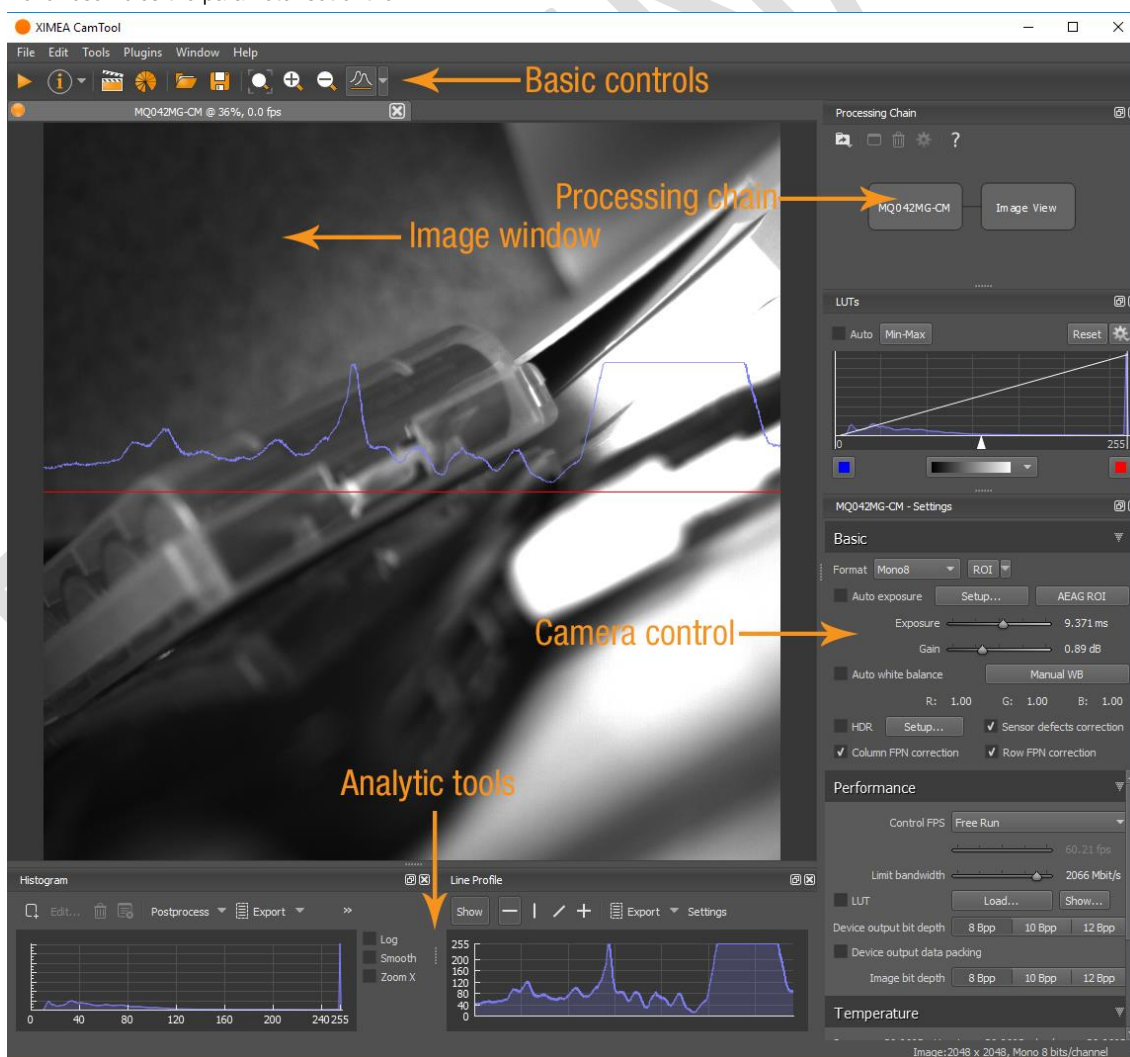 XIMEA CamTool
File Edit Tools Plugins Window Help
Basic controls
MQ042MG-CM @ 36%, 0.0 fps
Image window
Processing Chain
?
Processing chain
MQ042MG-CM
Image View
LUTs
Auto Min-Max Reset
0 255
MQ042MG-CM - Settings
Basic
Format Mono8 ROI
Auto exposure Setup... AEAG ROI
Exposure 9.371 ms
Camera control
Gain 0.89 dB
Auto white balance Manual WB
R: 1.00 G: 1.00 B: 1.00
HDR Setup... Sensor defects correction
Column FPN correction Row FPN correction
Performance
Control FPS Free Run
60.21 fps
Limit bandwidth 2066 Mbit/s
LUT Load... Show...
Device output bit depth 8 Bpp 10 Bpp 12 Bpp
Device output data packing
Image bit depth 8 Bpp 10 Bpp 12 Bpp
Temperature
Analytic tools
Histogram
Edit... Postprocess Export »
Log
Smooth
Zoom X
0 40 80 120 160 200 240 255
Line Profile
Show Export Settings
255
200
160
120
80
40
0
Image:2048 x 2048, Mono 8 bits/channel